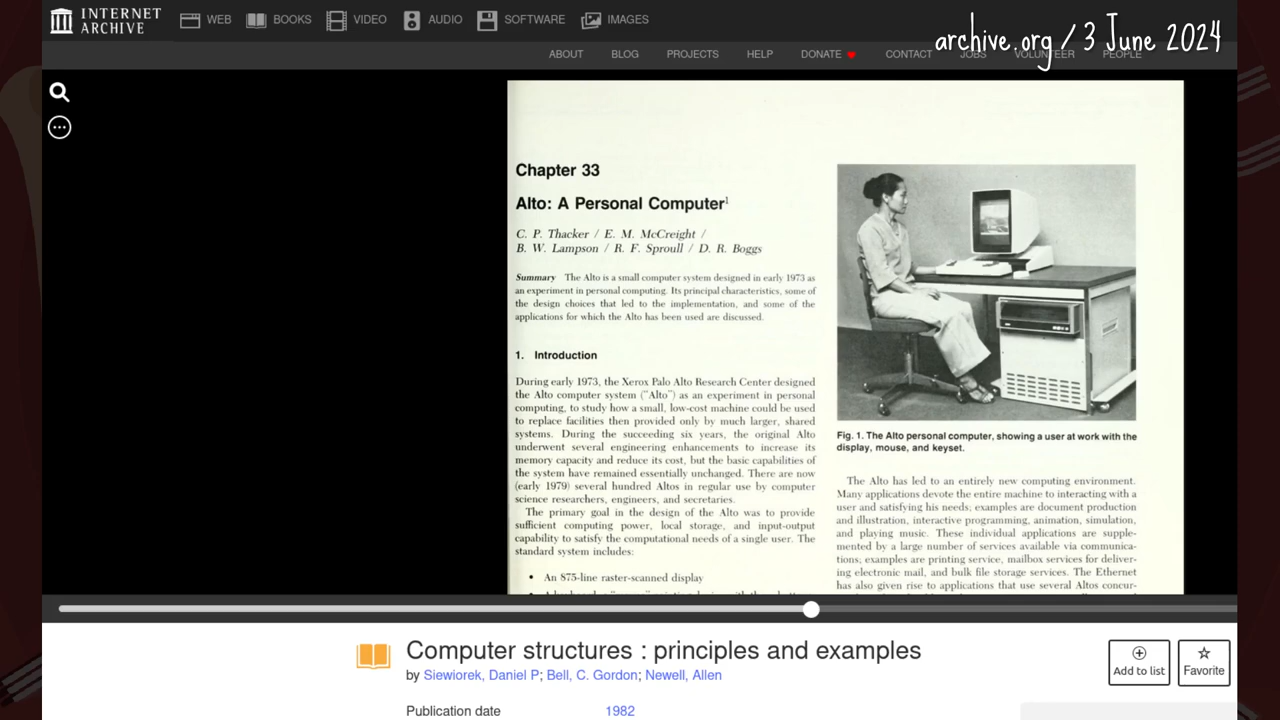 INTERNET
ARCHIVE
WEB
BOOKS
VIDEO
AUDIO
SOFTWARE
IMAGES
archive.org / 3 June 2024
ABOUT
BLOG
PROJECTS
HELP
DONATE
CONTACT
JOBS
VOLUNTEER
PEOPLE
Chapter 33
Alto: A Personal Computer1
C. P. Thacker / E. M. McCreight /
B. W. Lampson / R. F. Sproull / D. R. Boggs
Summary The Alto is a small computer system designed in early 1973 as
an experiment in personal computing. Its principal characteristics, some of
the design choices that led to the implementation, and some of the
applications for which the Alto has been used are discussed.
1. Introduction
During early 1973, the Xerox Palo Alto Research Center designed
the Alto computer system ("Alto") as an experiment in personal
computing, to study how a small, low-cost machine could be used
to replace facilities then provided only by much larger, shared
systems. During the succeeding six years, the original Alto
underwent several engineering enhancements to increase its
memory capacity and reduce its cost, but the basic capabilities of
the system have remained essentially unchanged. There are now
(early 1979) several hundred Altos in regular use by computer
science researchers, engineers, and secretaries.
The primary goal in the design of the Alto was to provide
sufficient computing power, local storage, and input-output
capability to satisfy the computational needs of a single user. The
standard system includes:
• An 875-line raster-scanned display
Fig. 1. The Alto personal computer, showing a user at work with the
display, mouse, and keyset.
The Alto has led to an entirely new computing environment.
Many applications devote the entire machine to interacting with a
user and satisfying his needs; examples are document production
and illustration, interactive programming, animation, simulation,
and playing music. These individual applications are supple-
mented by a large number of services available via communica-
tions; examples are printing service, mailbox services for deliver-
ing electronic mail, and bulk file storage services. The Ethernet
has also given rise to applications that use several Altos concur-
Computer structures : principles and examples
by Siewiorek, Daniel P; Bell, C. Gordon; Newell, Allen
Add to list
Favorite
Publication date 1982